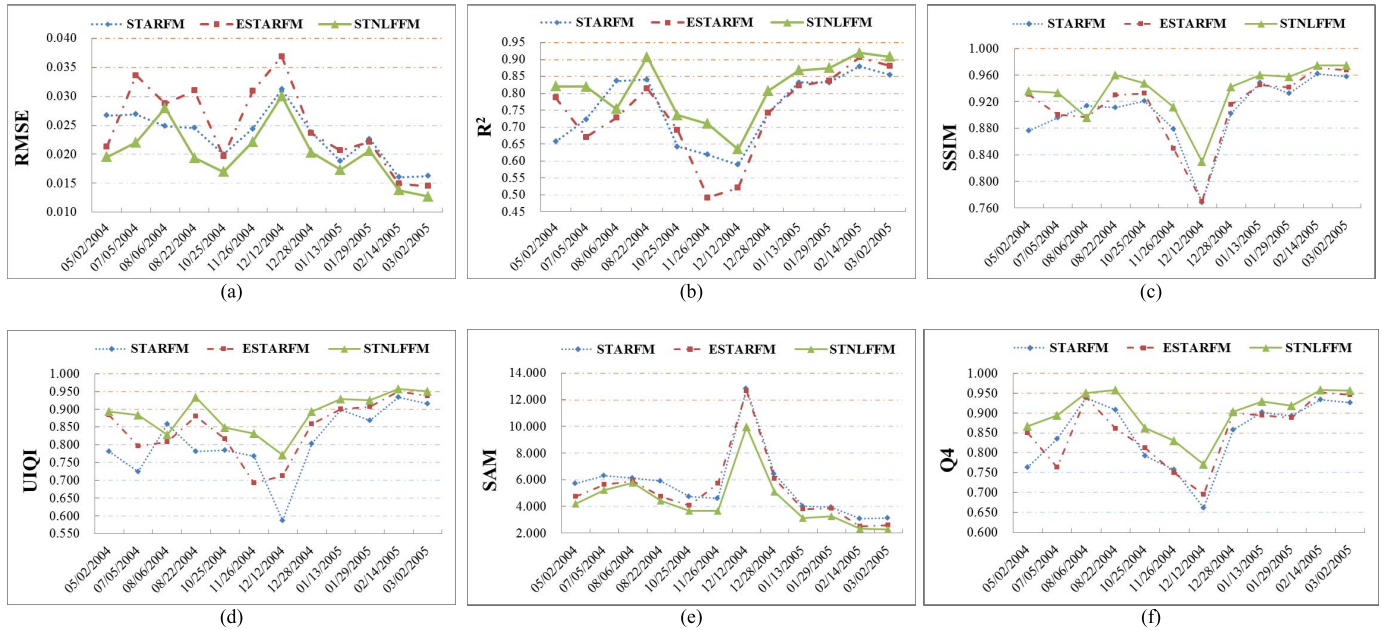 STARFM ESTARFM STNLFFM
RMSE
0.040
0.035
0.030
0.025
0.020
0.015
0.010
05/02/2004 07/05/2004 08/06/2004 08/22/2004 10/25/2004 11/26/2004 12/12/2004 12/28/2004 01/13/2005 01/29/2005 02/14/2005 03/02/2005
(a)
STARFM ESTARFM STNLFFM
R²
0.95
0.90
0.85
0.80
0.75
0.70
0.65
0.60
0.55
0.50
0.45
05/02/2004 07/05/2004 08/06/2004 08/22/2004 10/25/2004 11/26/2004 12/12/2004 12/28/2004 01/13/2005 01/29/2005 02/14/2005 03/02/2005
(b)
STARFM ESTARFM STNLFFM
SSIM
1.000
0.960
0.920
0.880
0.840
0.800
0.760
05/02/2004 07/05/2004 08/06/2004 08/22/2004 10/25/2004 11/26/2004 12/12/2004 12/28/2004 01/13/2005 01/29/2005 02/14/2005 03/02/2005
(c)
STARFM ESTARFM STNLFFM
UIQI
1.000
0.950
0.900
0.850
0.800
0.750
0.700
0.650
0.600
0.550
05/02/2004 07/05/2004 08/06/2004 08/22/2004 10/25/2004 11/26/2004 12/12/2004 12/28/2004 01/13/2005 01/29/2005 02/14/2005 03/02/2005
(d)
STARFM ESTARFM STNLFFM
SAM
14.000
12.000
10.000
8.000
6.000
4.000
2.000
05/02/2004 07/05/2004 08/06/2004 08/22/2004 10/25/2004 11/26/2004 12/12/2004 12/28/2004 01/13/2005 01/29/2005 02/14/2005 03/02/2005
(e)
STARFM ESTARFM STNLFFM
Q4
1.000
0.950
0.900
0.850
0.800
0.750
0.700
0.650
0.600
05/02/2004 07/05/2004 08/06/2004 08/22/2004 10/25/2004 11/26/2004 12/12/2004 12/28/2004 01/13/2005 01/29/2005 02/14/2005 03/02/2005
(f)